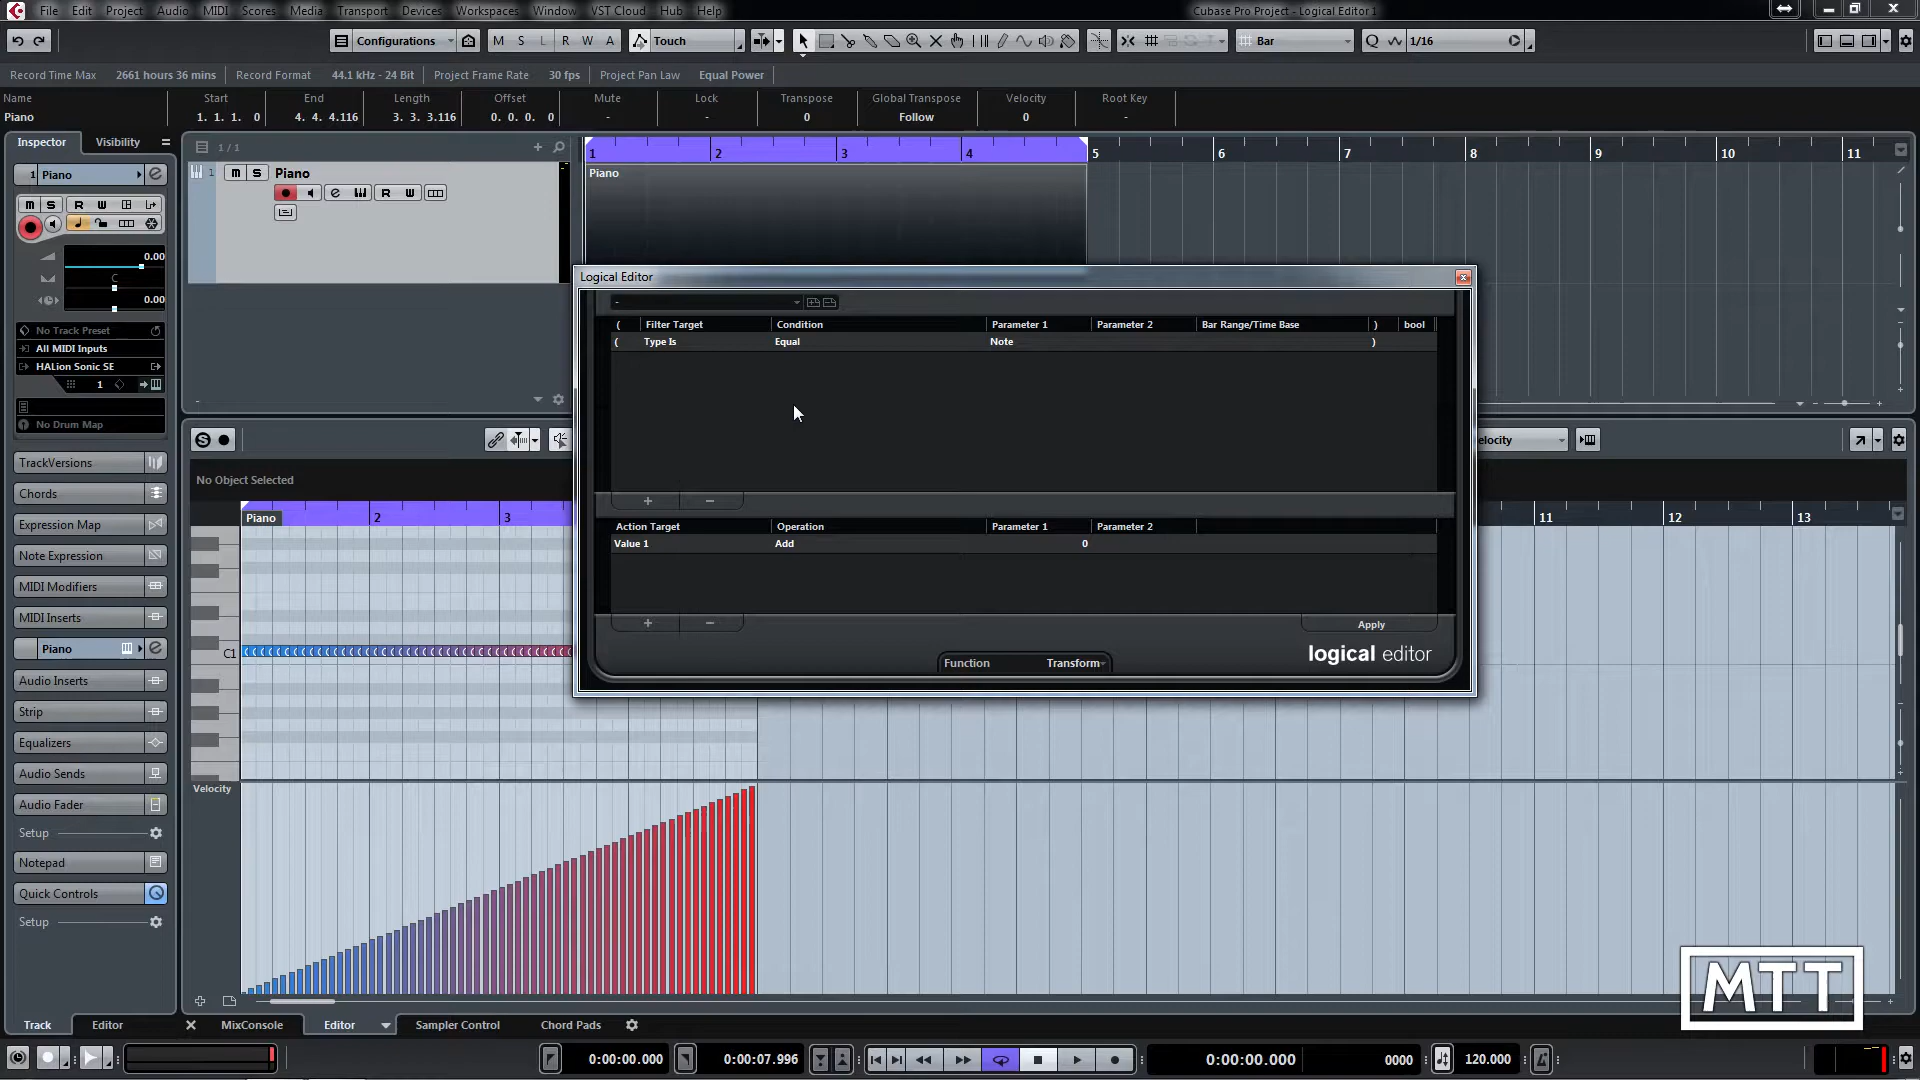 File Edit Project Audio MIDI Scores Media Transport Devices Workspaces Window VST Cloud Hub Help
Cubase Pro Project - Logical Editor 1
Configurations M S L R W A Touch Bar Q 1/16
Record Time Max 2661 hours 36 mins Record Format 44.1 kHz - 24 Bit Project Frame Rate 30 fps Project Pan Law Equal Power
Name Start End Length Offset Mute Lock Transpose Global Transpose Velocity Root Key
Piano 1. 1. 1. 0 4. 4. 4.116 3. 3. 3.116 0. 0. 0. 0 - - 0 Follow 0 -
Inspector Visibility 1 / 1
1 2 3 4 5 6 7 8 9 10 11
1 Piano
1 M S Piano
Piano
R W
M S R W
0.00
C
0.00
No Track Preset
All MIDI Inputs
HALion Sonic SE
1
No Drum Map
TrackVersions
Chords
Expression Map
Note Expression
MIDI Modifiers
MIDI Inserts
Piano
Audio Inserts
Strip
Equalizers
Audio Sends
Audio Fader
Setup
Notepad
Quick Controls
Setup
Logical Editor
-
( Filter Target Condition Parameter 1 Parameter 2 Bar Range/Time Base ) bool
( Type Is Equal Note )
+ −
Action Target Operation Parameter 1 Parameter 2
Value 1 Add 0
+ −
Apply
logical editor
Function Transform
S
elocity
No Object Selected
Piano 2 3 11 12 13
C1
Velocity
MTT
Track Editor MixConsole Editor Sampler Control Chord Pads
0:00:00.000 0:00:07.996 0:00:00.000 0000 120.000